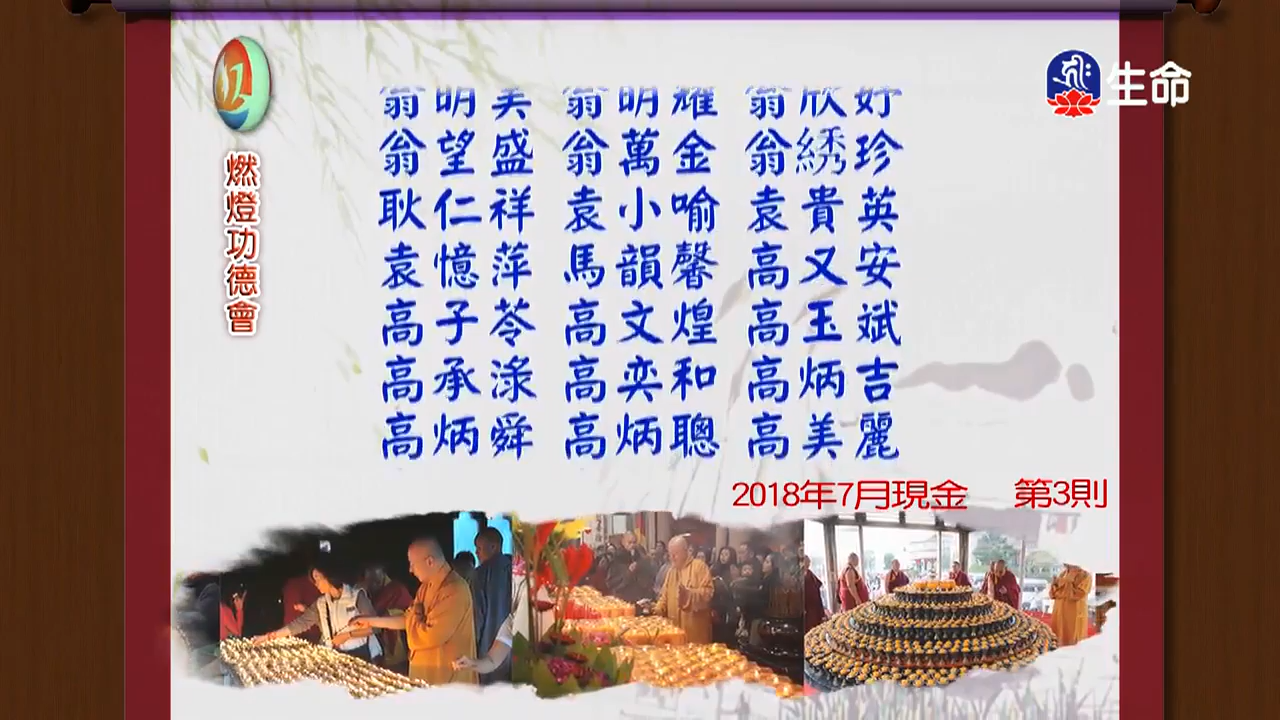 生命
燃燈功德會
翁明美 翁明耀 翁欣妤
翁望盛 翁萬金 翁綉珍
耿仁祥 袁小喻 袁貴英
袁憶萍 馬韻馨 高又安
高子苓 高文煌 高玉斌
高承淥 高奕和 高炳吉
高炳舜 高炳聰 高美麗
2018年7月現金 第3則